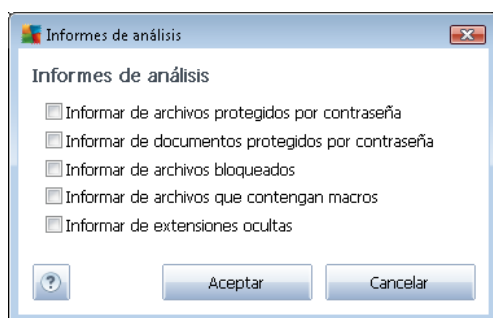 Informes de análisis
Informes de análisis
Informar de archivos protegidos por contraseña
Informar de documentos protegidos por contraseña
Informar de archivos bloqueados
Informar de archivos que contengan macros
Informar de extensiones ocultas
?
Aceptar
Cancelar